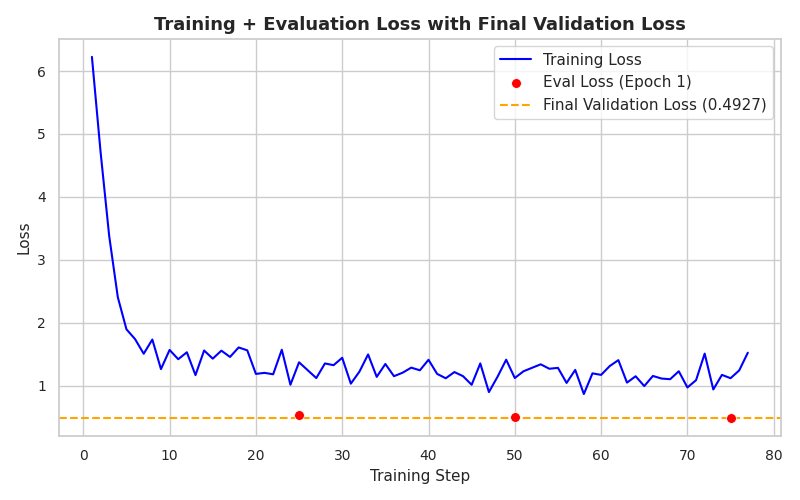 Training + Evaluation Loss with Final Validation Loss
Training Loss
Eval Loss (Epoch 1)
Final Validation Loss (0.4927)
Loss
6
5
4
3
2
1
0 10 20 30 40 50 60 70 80
Training Step